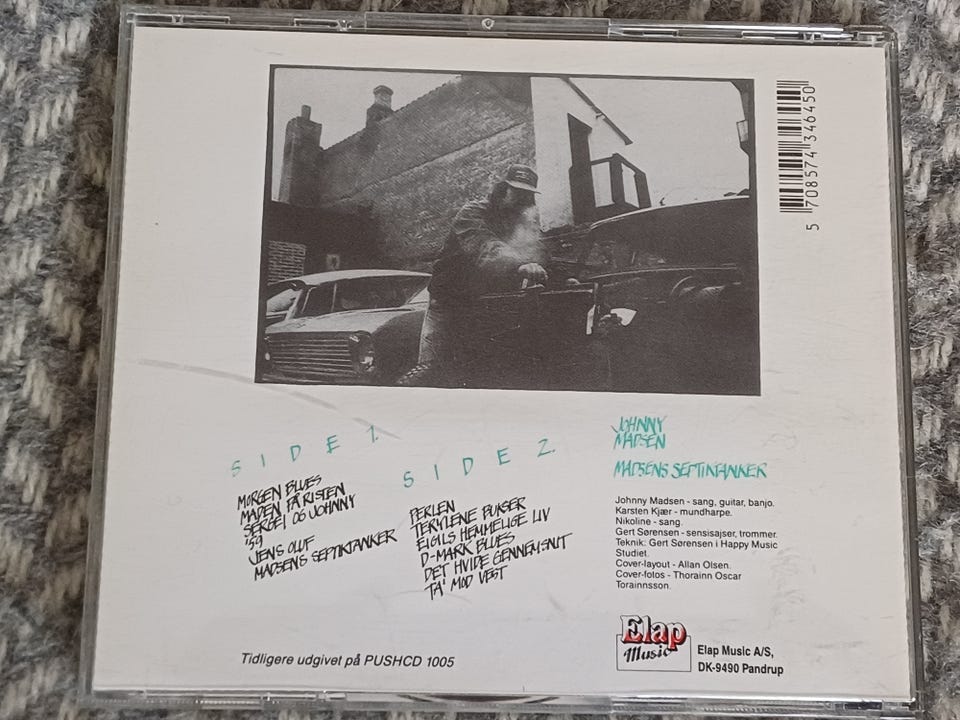 5 708574 346450
SIDE 1.
MORGEN BLUES
MADEN PÅ RISTEN
SERGEI OG JOHNNY
'59
JENS OLUF
MADSENS SEPTIKTANKER
SIDE 2.
PERLEN
TERYLENE BUKSER
EIGILS HEMMELIGE LIV
D-MARK BLUES
DET HVIDE GENNEMSNIT
TA' MOD VEST
JOHNNY
MADSEN
MADSENS SEPTIKTANKER
Johnny Madsen - sang, guitar, banjo.
Karsten Kjær - mundharpe.
Nikoline - sang.
Gert Sørensen - sensisajser, trommer.
Teknik: Gert Sørensen i Happy Music
Studiet.
Cover-layout - Allan Olsen.
Cover-fotos - Thorainn Oscar
Torainnsson.
Tidligere udgivet på PUSHCD 1005
Elap
Music
Elap Music A/S,
DK-9490 Pandrup